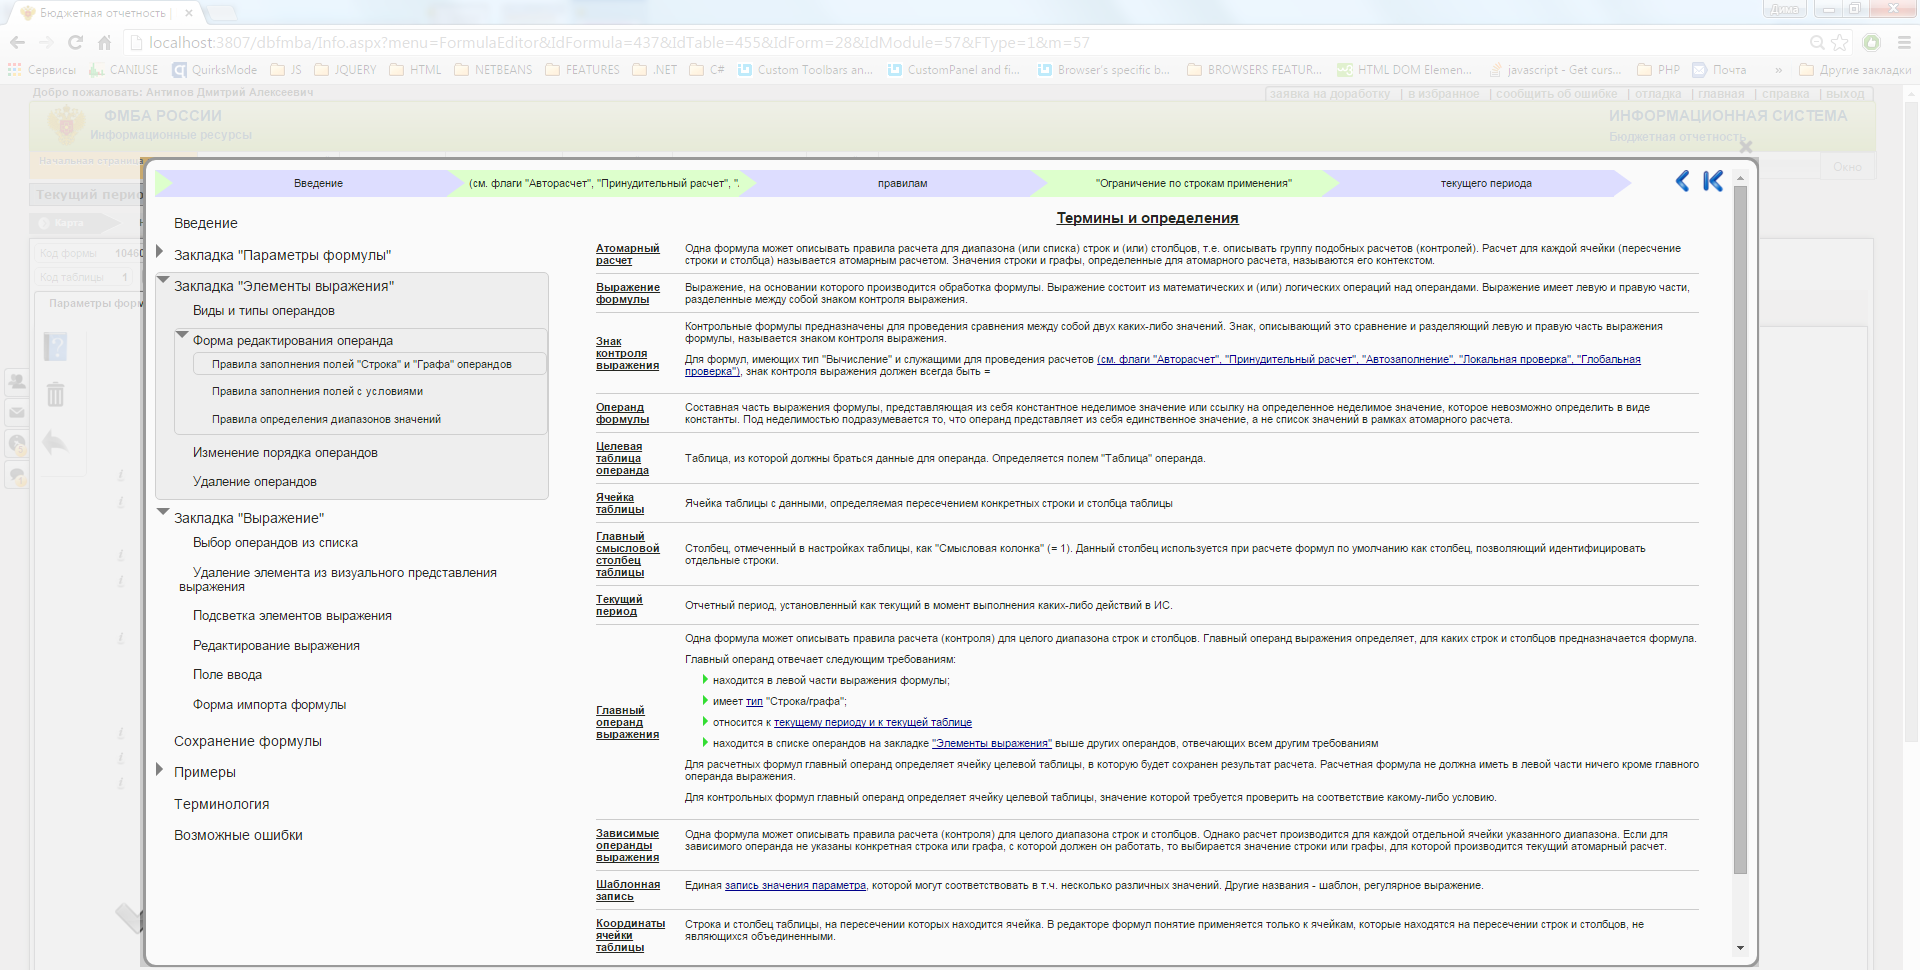 Бюджетная отчетность |
Дима
localhost:3807/dbfmba/Info.aspx?menu=FormulaEditor&IdFormula=437&IdTable=455&IdForm=28&IdModule=57&FType=1&m=57
Сервисы CANIUSE QuirksMode JS JQUERY HTML NETBEANS FEATURES .NET C# Custom Toolbars an... CustomPanel and fi... Browser's specific b... BROWSERS FEATUR... HTML DOM Elemen... javascript - Get curs... PHP Почта » Другие закладки
Добро пожаловать: Антипов Дмитрий Алексеевич
заявка на доработку | в избранное | сообщить об ошибке | отладка | главная | справка | выход
ФМБА РОССИИ
Информационные ресурсы
ИНФОРМАЦИОННАЯ СИСТЕМА
Бюджетная отчетность
Начальная страница
Окно
Текущий перио
Карта
Код формы 1046
Код таблицы 1
Параметры форм
Введение
(см. флаги "Авторасчет", "Принудительный расчет", ".
правилам
"Ограничение по строкам применения"
текущего периода
Введение
Закладка "Параметры формулы"
Закладка "Элементы выражения"
Виды и типы операндов
Форма редактирования операнда
Правила заполнения полей "Строка" и "Графа" операндов
Правила заполнения полей с условиями
Правила определения диапазонов значений
Изменение порядка операндов
Удаление операндов
Закладка "Выражение"
Выбор операндов из списка
Удаление элемента из визуального представления
выражения
Подсветка элементов выражения
Редактирование выражения
Поле ввода
Форма импорта формулы
Сохранение формулы
Примеры
Терминология
Возможные ошибки
Термины и определения
Атомарный
расчет
Одна формула может описывать правила расчета для диапазона (или списка) строк и (или) столбцов, т.е. описывать группу подобных расчетов (контролей). Расчет для каждой ячейки (пересчение
строки и столбца) называется атомарным расчетом. Значения строки и графы, определенные для атомарного расчета, называются его контекстом.
Выражение
формулы
Выражение, на основании которого производится обработка формулы. Выражение состоит из математических и (или) логических операций над операндами. Выражение имеет левую и правую части,
разделенные между собой знаком контроля выражения.
Знак
контроля
выражения
Контрольные формулы предназначены для проведения сравнения между собой двух каких-либо значений. Знак, описывающий это сравнение и разделяющий левую и правую часть выражения
формулы, называется знаком контроля выражения.
Для формул, имеющих тип "Вычисление" и служащими для проведения расчетов (см. флаги "Авторасчет", "Принудительный расчет", "Автозаполнение", "Локальная проверка", "Глобальная
проверка"), знак контроля выражения должен всегда быть =
Операнд
формулы
Составная часть выражения формулы, представляющая из себя константное неделимое значение или ссылку на определенное неделимое значение, которое невозможно определить в виде
константы. Под неделимостью подразумевается то, что операнд представляет из себя единственное значение, а не список значений в рамках атомарного расчета.
Целевая
таблица
операнда
Таблица, из которой должны браться данные для операнда. Определяется полем "Таблица" операнда.
Ячейка
таблицы
Ячейка таблицы с данными, определяемая пересечением конкретных строки и столбца таблицы
Главный
смысловой
столбец
таблицы
Столбец, отмеченный в настройках таблицы, как "Смысловая колонка" (= 1). Данный столбец используется при расчете формул по умолчанию как столбец, позволяющий идентифицировать
отдельные строки.
Текущий
период
Отчетный период, установленный как текущий в момент выполнения каких-либо действий в ИС.
Главный
операнд
выражения
Одна формула может описывать правила расчета (контроля) для целого диапазона строк и столбцов. Главный операнд выражения определяет, для каких строк и столбцов предназначается формула.
Главный операнд отвечает следующим требованиям:
находится в левой части выражения формулы;
имеет тип "Строка/графа";
относится к текущему периоду и к текущей таблице
находится в списке операндов на закладке "Элементы выражения" выше других операндов, отвечающих всем другим требованиям
Для расчетных формул главный операнд определяет ячейку целевой таблицы, в которую будет сохранен результат расчета. Расчетная формула не должна иметь в левой части ничего кроме главного
операнда выражения.
Для контрольных формул главный операнд определяет ячейку целевой таблицы, значение которой требуется проверить на соответствие какому-либо условию.
Зависимые
операнды
выражения
Одна формула может описывать правила расчета (контроля) для целого диапазона строк и столбцов. Однако расчет производится для каждой отдельной ячейки указанного диапазона. Если для
зависимого операнда не указаны конкретная строка или графа, с которой должен он работать, то выбирается значение строки или графы, для которой производится текущий атомарный расчет.
Шаблонная
запись
Единая запись значения параметра, которой могут соответствовать в т.ч. несколько различных значений. Другие названия - шаблон, регулярное выражение.
Координаты
ячейки
таблицы
Строка и столбец таблицы, на пересечении которых находится ячейка. В редакторе формул понятие применяется только к ячейкам, которые находятся на пересечении строк и столбцов, не
являющихся объединенными.